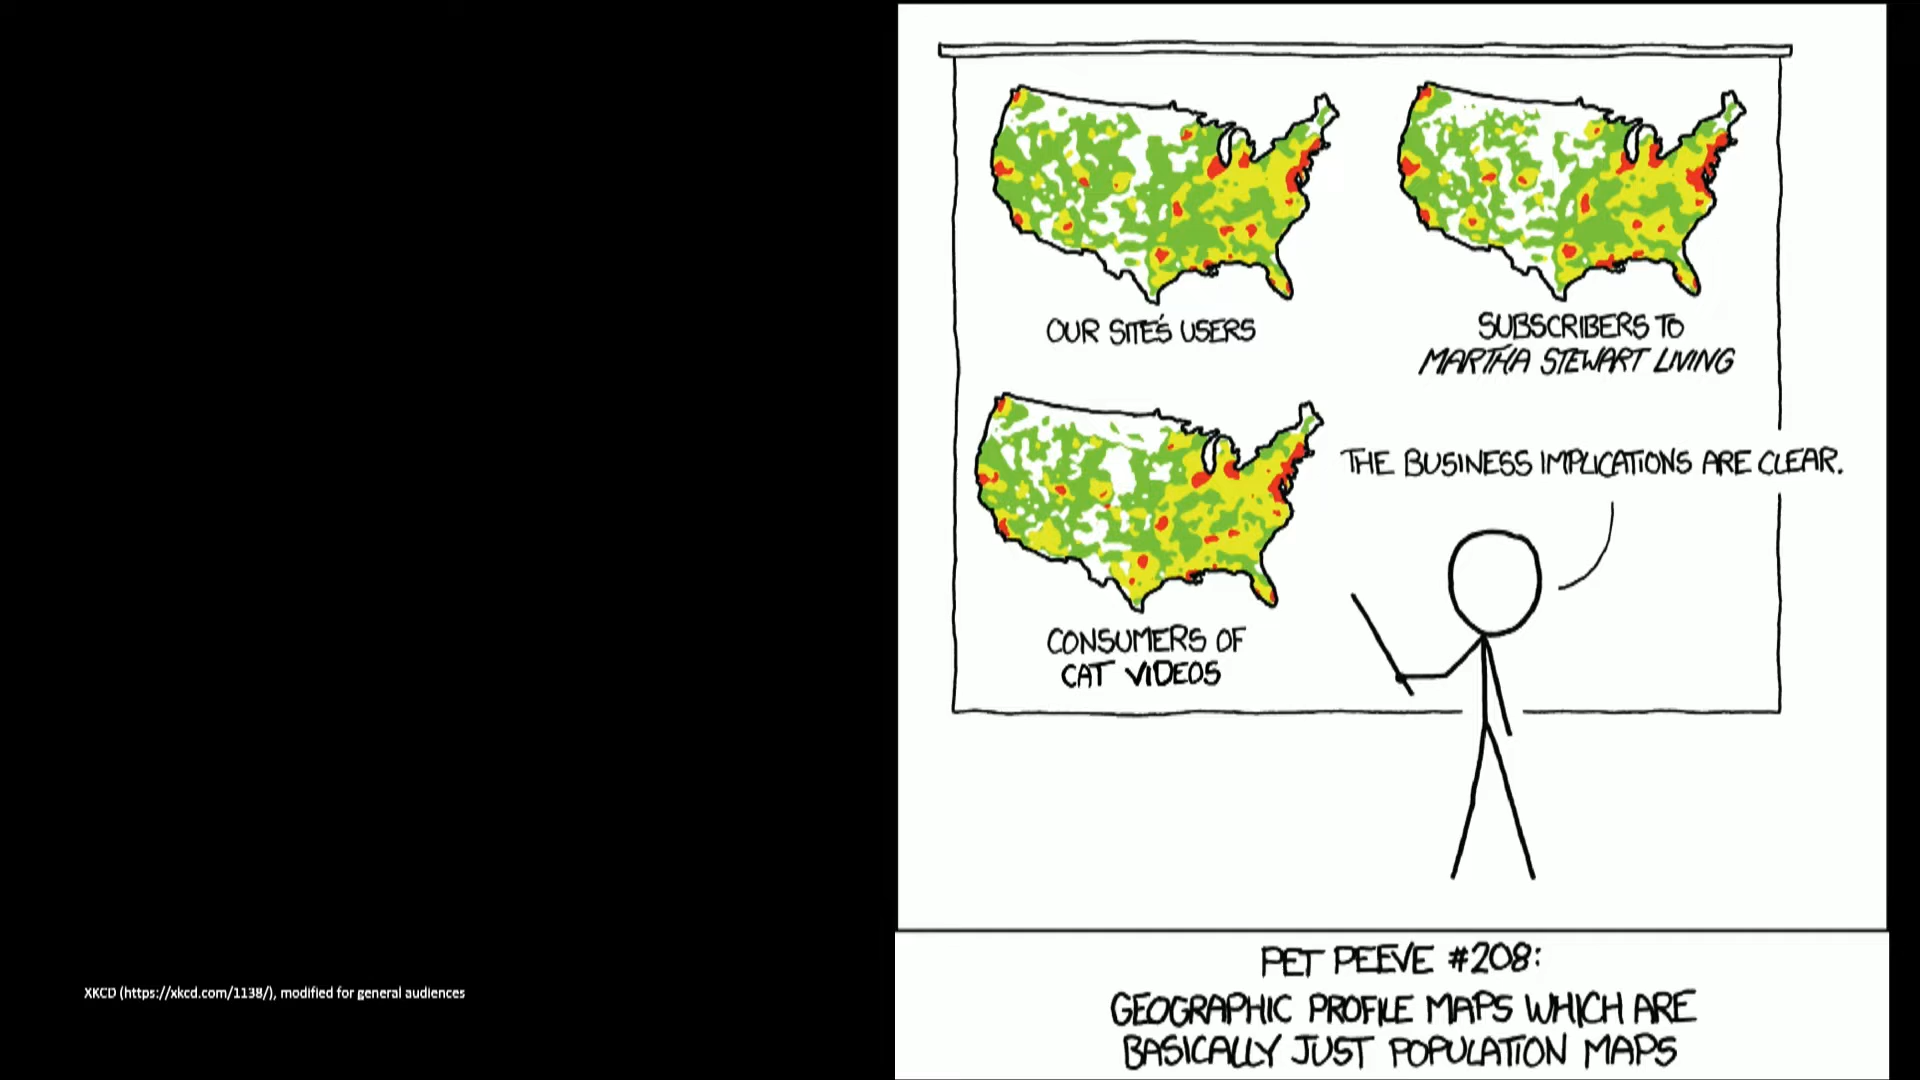 OUR SITE'S USERS
SUBSCRIBERS TO
MARTHA STEWART LIVING
CONSUMERS OF
CAT VIDEOS
THE BUSINESS IMPLICATIONS ARE CLEAR.
PET PEEVE #208:
GEOGRAPHIC PROFILE MAPS WHICH ARE
BASICALLY JUST POPULATION MAPS
XKCD (https://xkcd.com/1138/), modified for general audiences